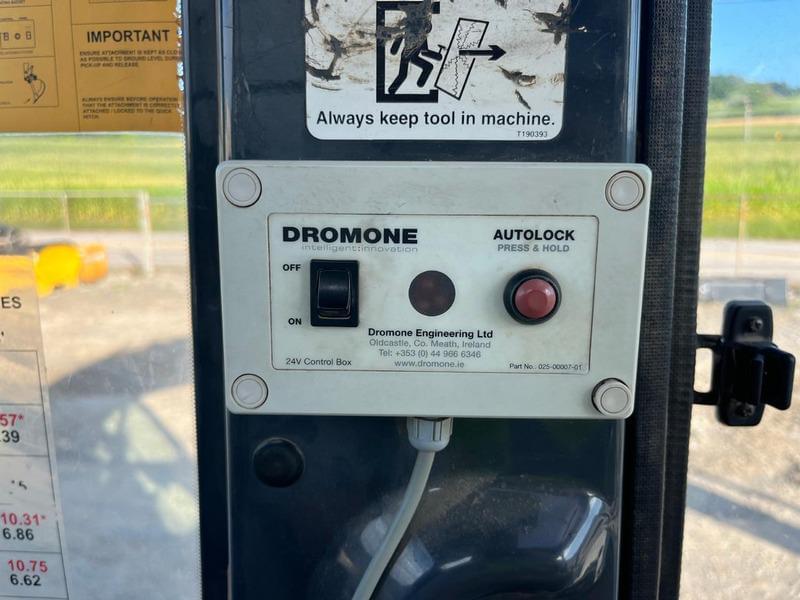 IMPORTANT
ENSURE ATTACHMENT IS KEPT AS CLOSE
AS POSSIBLE TO GROUND LEVEL DURING
PICK-UP AND RELEASE.
ALWAYS ENSURE BEFORE OPERATION
THAT THE ATTACHMENT IS CORRECTLY
ATTACHED / LOCKED TO THE QUICK
HITCH.
Always keep tool in machine.
T190393
DROMONE
intelligent:innovation
AUTOLOCK
PRESS & HOLD
OFF
ON
Dromone Engineering Ltd
Oldcastle, Co. Meath, Ireland
Tel: +353 (0) 44 966 6346
www.dromone.ie
24V Control Box
Part No.. 025-00007-01
ES
57*
.39
10.31*
6.86
10.75
6.62